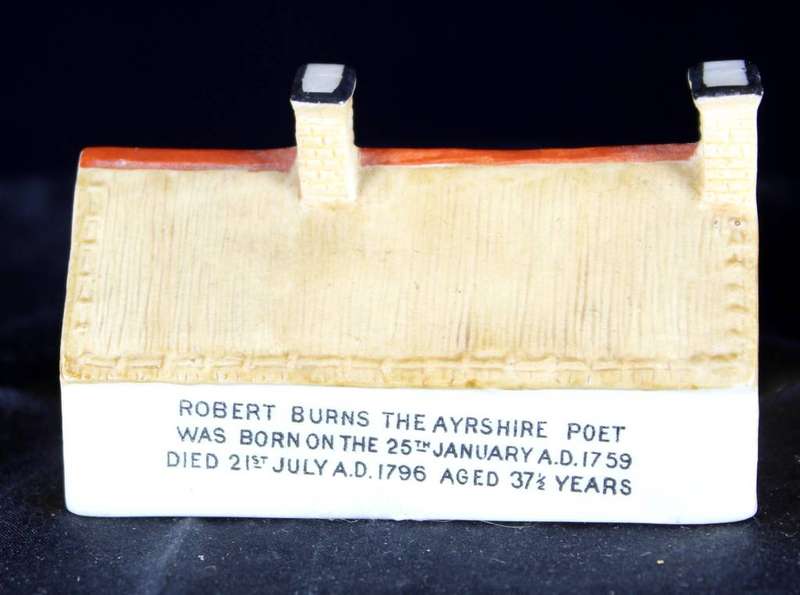 ROBERT BURNS THE AYRSHIRE POET
WAS BORN ON THE 25TH JANUARY A.D. 1759
DIED 21ST JULY A.D. 1796 AGED 37½ YEARS